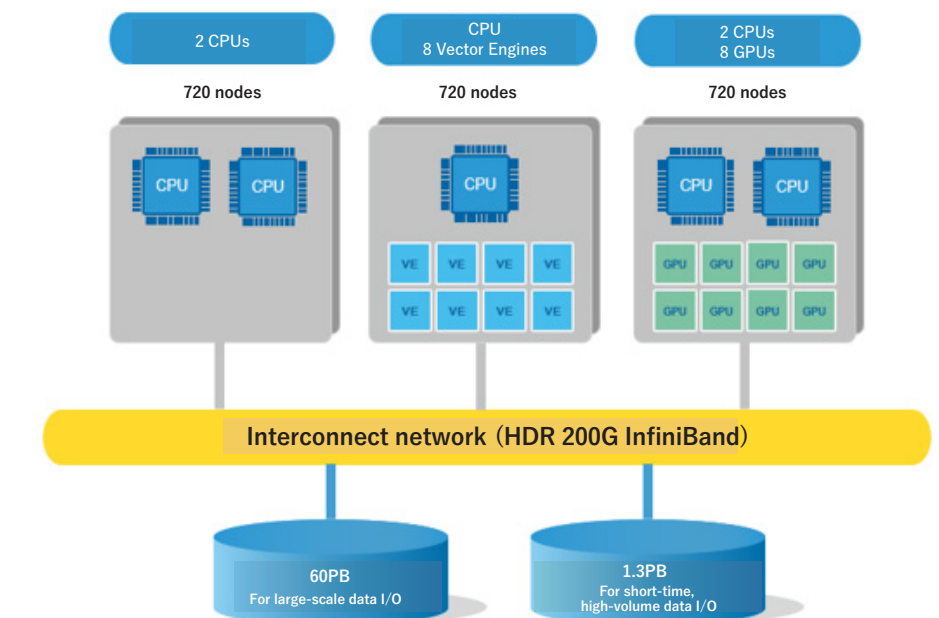 2 CPUs
CPU
8 Vector Engines
2 CPUs
8 GPUs
720 nodes
720 nodes
720 nodes
CPU
CPU
CPU
CPU
CPU
VE VE VE VE
VE VE VE VE
GPU GPU GPU GPU
GPU GPU GPU GPU
Interconnect network（HDR 200G InfiniBand）
60PB
For large-scale data I/O
1.3PB
For short-time,
high-volume data I/O